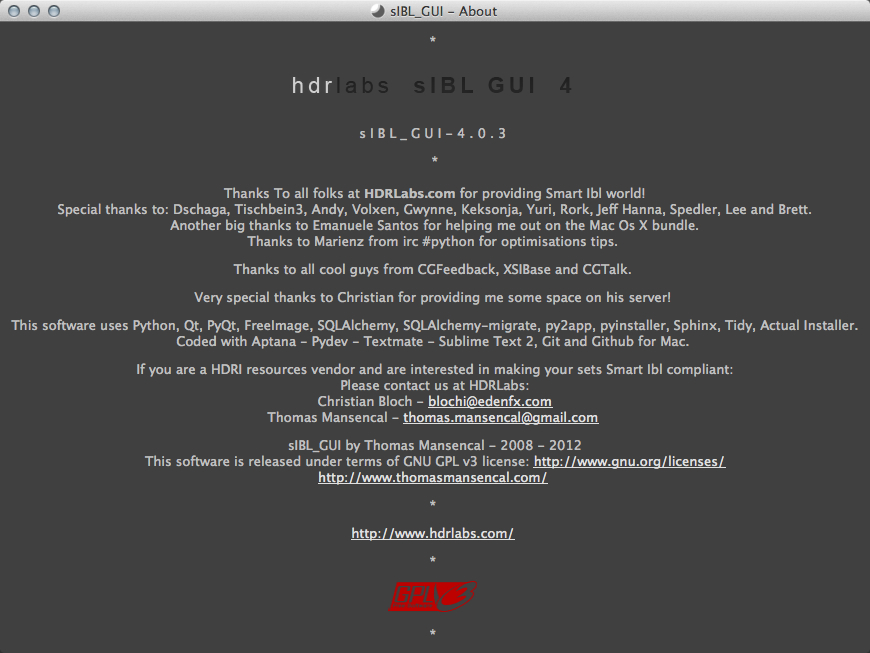 sIBL_GUI – About
*
hdrlabs sIBL GUI 4
sIBL_GUI-4.0.3
*
Thanks To all folks at HDRLabs.com for providing Smart Ibl world!
Special thanks to: Dschaga, Tischbein3, Andy, Volxen, Gwynne, Keksonja, Yuri, Rork, Jeff Hanna, Spedler, Lee and Brett.
Another big thanks to Emanuele Santos for helping me out on the Mac Os X bundle.
Thanks to Marienz from irc #python for optimisations tips.
Thanks to all cool guys from CGFeedback, XSIBase and CGTalk.
Very special thanks to Christian for providing me some space on his server!
This software uses Python, Qt, PyQt, FreeImage, SQLAlchemy, SQLAlchemy-migrate, py2app, pyinstaller, Sphinx, Tidy, Actual Installer.
Coded with Aptana – Pydev – Textmate – Sublime Text 2, Git and Github for Mac.
If you are a HDRI resources vendor and are interested in making your sets Smart Ibl compliant:
Please contact us at HDRLabs:
Christian Bloch – blochi@edenfx.com
Thomas Mansencal – thomas.mansencal@gmail.com
sIBL_GUI by Thomas Mansencal – 2008 – 2012
This software is released under terms of GNU GPL v3 license: http://www.gnu.org/licenses/
http://www.thomasmansencal.com/
*
http://www.hdrlabs.com/
*
GPL
*